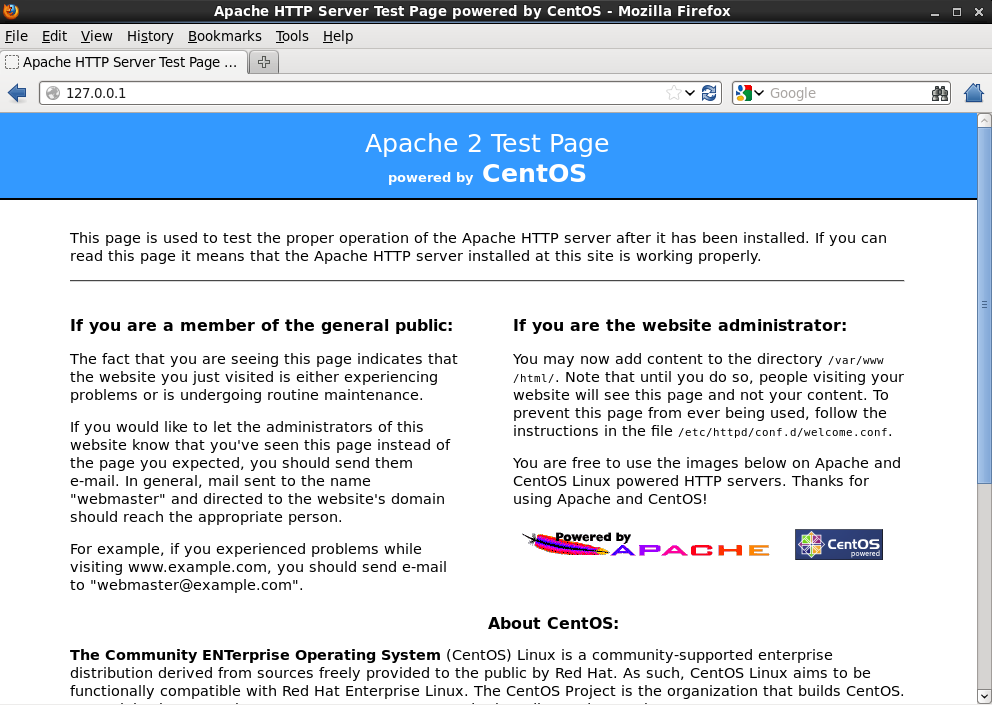 Apache HTTP Server Test Page powered by CentOS - Mozilla Firefox
File Edit View History Bookmarks Tools Help
Apache HTTP Server Test Page ...
127.0.0.1
Google
Apache 2 Test Page
powered by CentOS
This page is used to test the proper operation of the Apache HTTP server after it has been installed. If you can
read this page it means that the Apache HTTP server installed at this site is working properly.
If you are a member of the general public:
The fact that you are seeing this page indicates that
the website you just visited is either experiencing
problems or is undergoing routine maintenance.
If you would like to let the administrators of this
website know that you've seen this page instead of
the page you expected, you should send them
e-mail. In general, mail sent to the name
"webmaster" and directed to the website's domain
should reach the appropriate person.
For example, if you experienced problems while
visiting www.example.com, you should send e-mail
to "webmaster@example.com".
If you are the website administrator:
You may now add content to the directory /var/www
/html/. Note that until you do so, people visiting your
website will see this page and not your content. To
prevent this page from ever being used, follow the
instructions in the file /etc/httpd/conf.d/welcome.conf.
You are free to use the images below on Apache and
CentOS Linux powered HTTP servers. Thanks for
using Apache and CentOS!
Powered by
APACHE
CentOS
powered
About CentOS:
The Community ENTerprise Operating System (CentOS) Linux is a community-supported enterprise
distribution derived from sources freely provided to the public by Red Hat. As such, CentOS Linux aims to be
functionally compatible with Red Hat Enterprise Linux. The CentOS Project is the organization that builds CentOS.